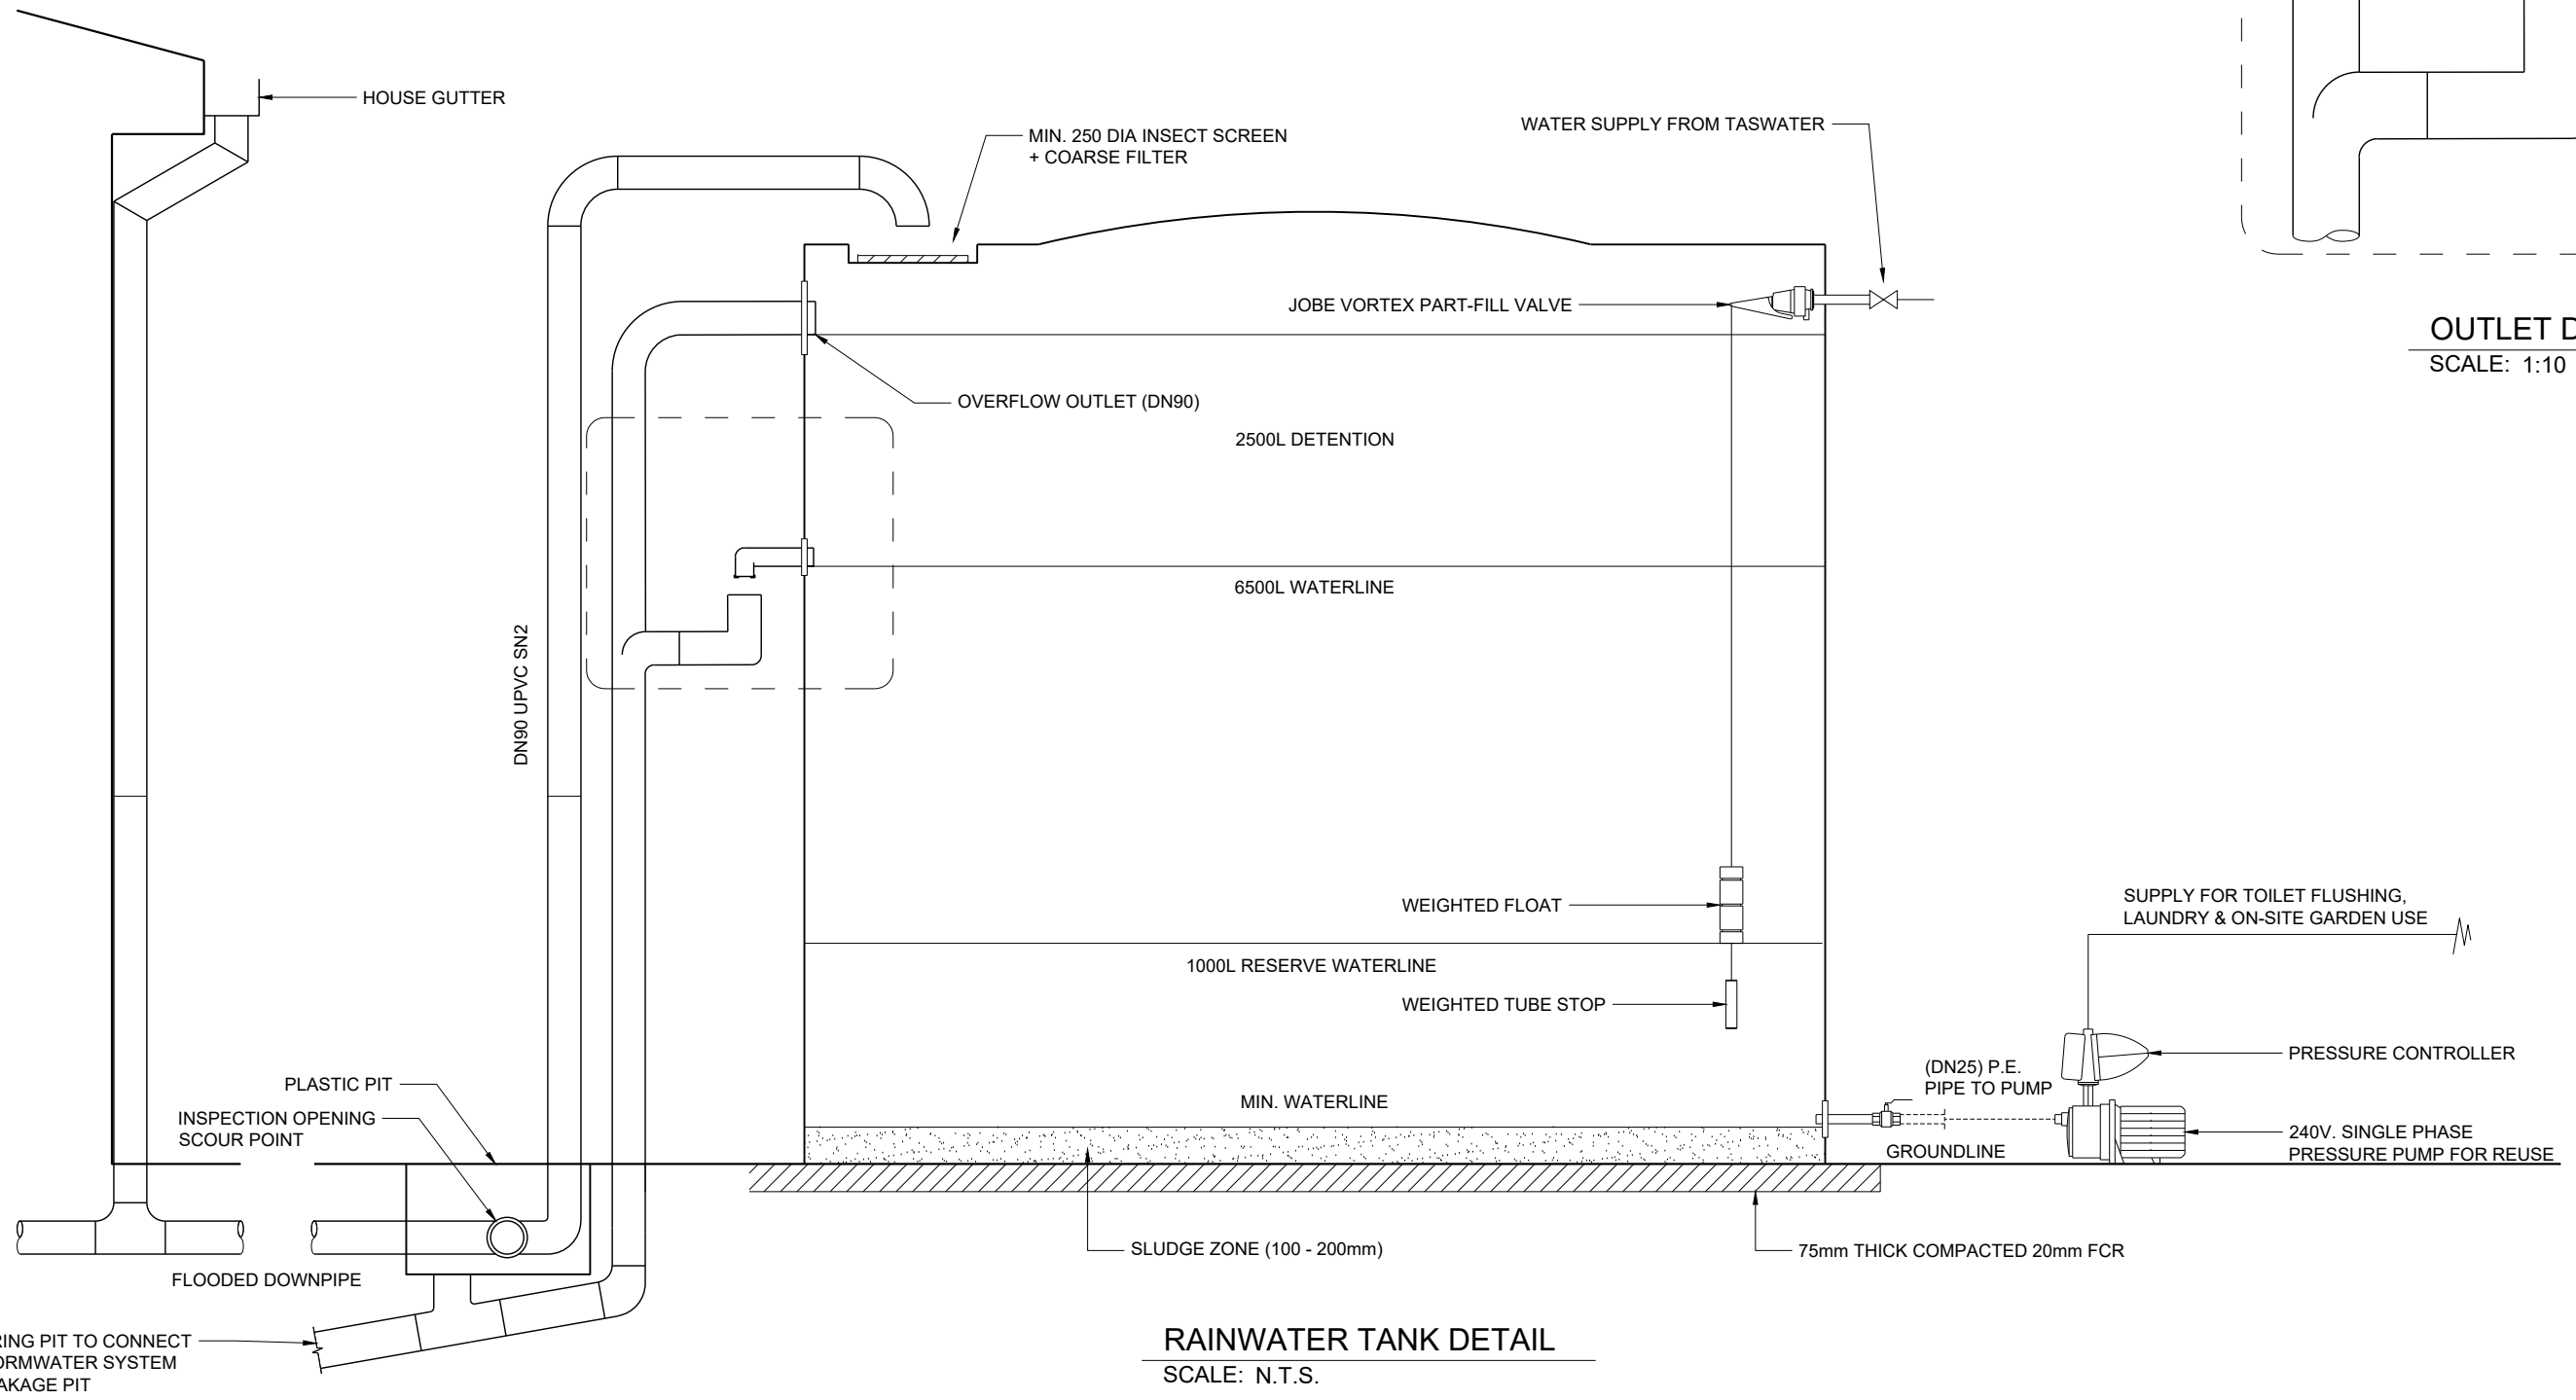 HOUSE GUTTER
MIN. 250 DIA INSECT SCREEN
+ COARSE FILTER
WATER SUPPLY FROM TASWATER
JOBE VORTEX PART-FILL VALVE
OUTLET D
SCALE: 1:10
OVERFLOW OUTLET (DN90)
2500L DETENTION
6500L WATERLINE
DN90 UPVC SN2
WEIGHTED FLOAT
SUPPLY FOR TOILET FLUSHING,
LAUNDRY & ON-SITE GARDEN USE
1000L RESERVE WATERLINE
WEIGHTED TUBE STOP
PRESSURE CONTROLLER
(DN25) P.E.
PIPE TO PUMP
PLASTIC PIT
INSPECTION OPENING
SCOUR POINT
MIN. WATERLINE
GROUNDLINE
240V. SINGLE PHASE
PRESSURE PUMP FOR REUSE
SLUDGE ZONE (100 - 200mm)
75mm THICK COMPACTED 20mm FCR
FLOODED DOWNPIPE
RING PIT TO CONNECT
ORMWATER SYSTEM
AKAGE PIT
RAINWATER TANK DETAIL
SCALE: N.T.S.